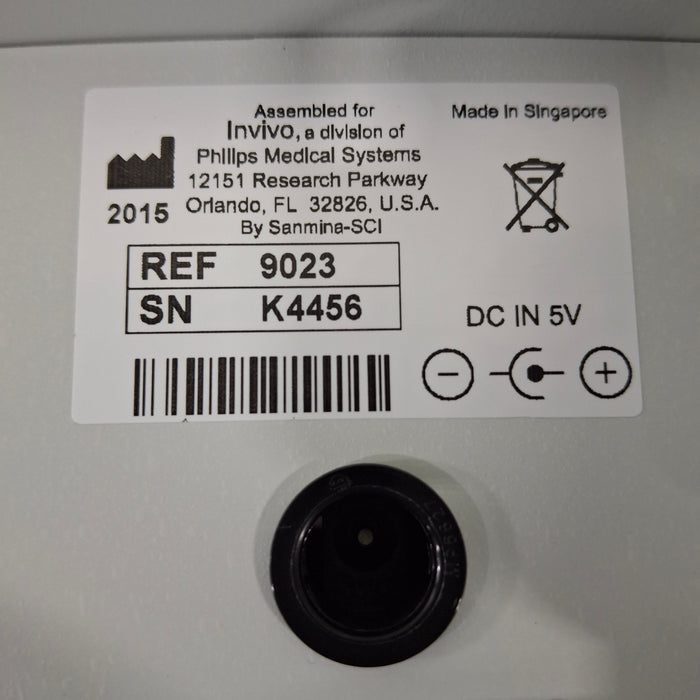 Assembled for
Invivo, a division of
Philips Medical Systems
12151 Research Parkway
Orlando, FL 32826, U.S.A.
By Sanmina-SCI
Made in Singapore
2015
REF 9023
SN K4456
DC IN 5V